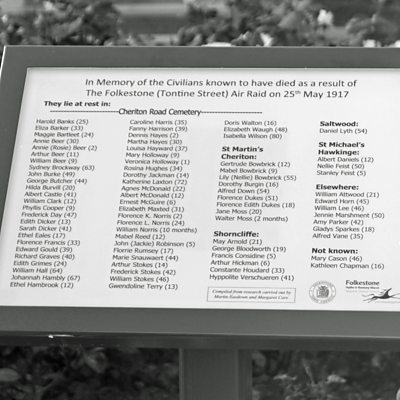 In Memory of the Civilians known to have died as a result of
The Folkestone (Tontine Street) Air Raid on 25th May 1917
They lie at rest in:
Cheriton Road Cemetery
Harold Banks (25)
Eliza Barker (33)
Maggie Bartleet (24)
Annie Beer (30)
Annie (Rosie) Beer (2)
Arthur Beer (11)
William Beer (9)
Sydney Brockway (63)
John Burke (49)
George Butcher (44)
Hilda Burvill (20)
Albert Castle (41)
William Clark (12)
Phyllis Cooper (9)
Frederick Day (47)
Edith Dicker (13)
Sarah Dicker (41)
Ethel Eales (17)
Florence Francis (33)
Edward Gould (39)
Richard Graves (40)
Edith Grimes (24)
William Hall (64)
Johannah Hambly (67)
Ethel Hambrook (12)
Caroline Harris (35)
Fanny Harrison (39)
Dennis Hayes (2)
Martha Hayes (30)
Louisa Hayward (37)
Mary Holloway (9)
Veronica Holloway (1)
Rosina Hughes (34)
Dorothy Jackman (14)
Katherine Laxton (72)
Agnes McDonald (22)
Albert McDonald (12)
Ernest McGuire (6)
Elizabeth Maxted (31)
Florence K. Norris (2)
Florence L. Norris (24)
William Norris (10 months)
Mabel Reed (12)
John (Jackie) Robinson (5)
Florrie Rumsey (17)
Marie Snauwaert (44)
Arthur Stokes (14)
Frederick Stokes (42)
William Stokes (46)
Gwendoline Terry (13)
Doris Walton (16)
Elizabeth Waugh (48)
Isabella Wilson (80)
St Martin's
Cheriton:
Gertrude Bowbrick (12)
Mabel Bowbrick (9)
Lily (Nellie) Bowbrick (55)
Dorothy Burgin (16)
Alfred Down (54)
Florence Dukes (51)
Florence Edith Dukes (18)
Jane Moss (20)
Walter Moss (2 months)
Shorncliffe:
May Arnold (21)
George Bloodworth (19)
Francis Considine (5)
Arthur Hickman (6)
Constance Houdard (33)
Hyppolite Verschueren (41)
Compiled from research carried out by
Martin Easdown and Margaret Care.
Saltwood:
Daniel Lyth (54)
St Michael's
Hawkinge:
Albert Daniels (12)
Nellie Feist (50)
Stanley Feist (5)
Elsewhere:
William Attwood (21)
Edward Horn (45)
William Lee (46)
Jennie Marshment (50)
Amy Parker (42)
Gladys Sparkes (18)
Alfred Vane (35)
Not known:
Mary Cason (46)
Kathleen Chapman (16)
Folkestone